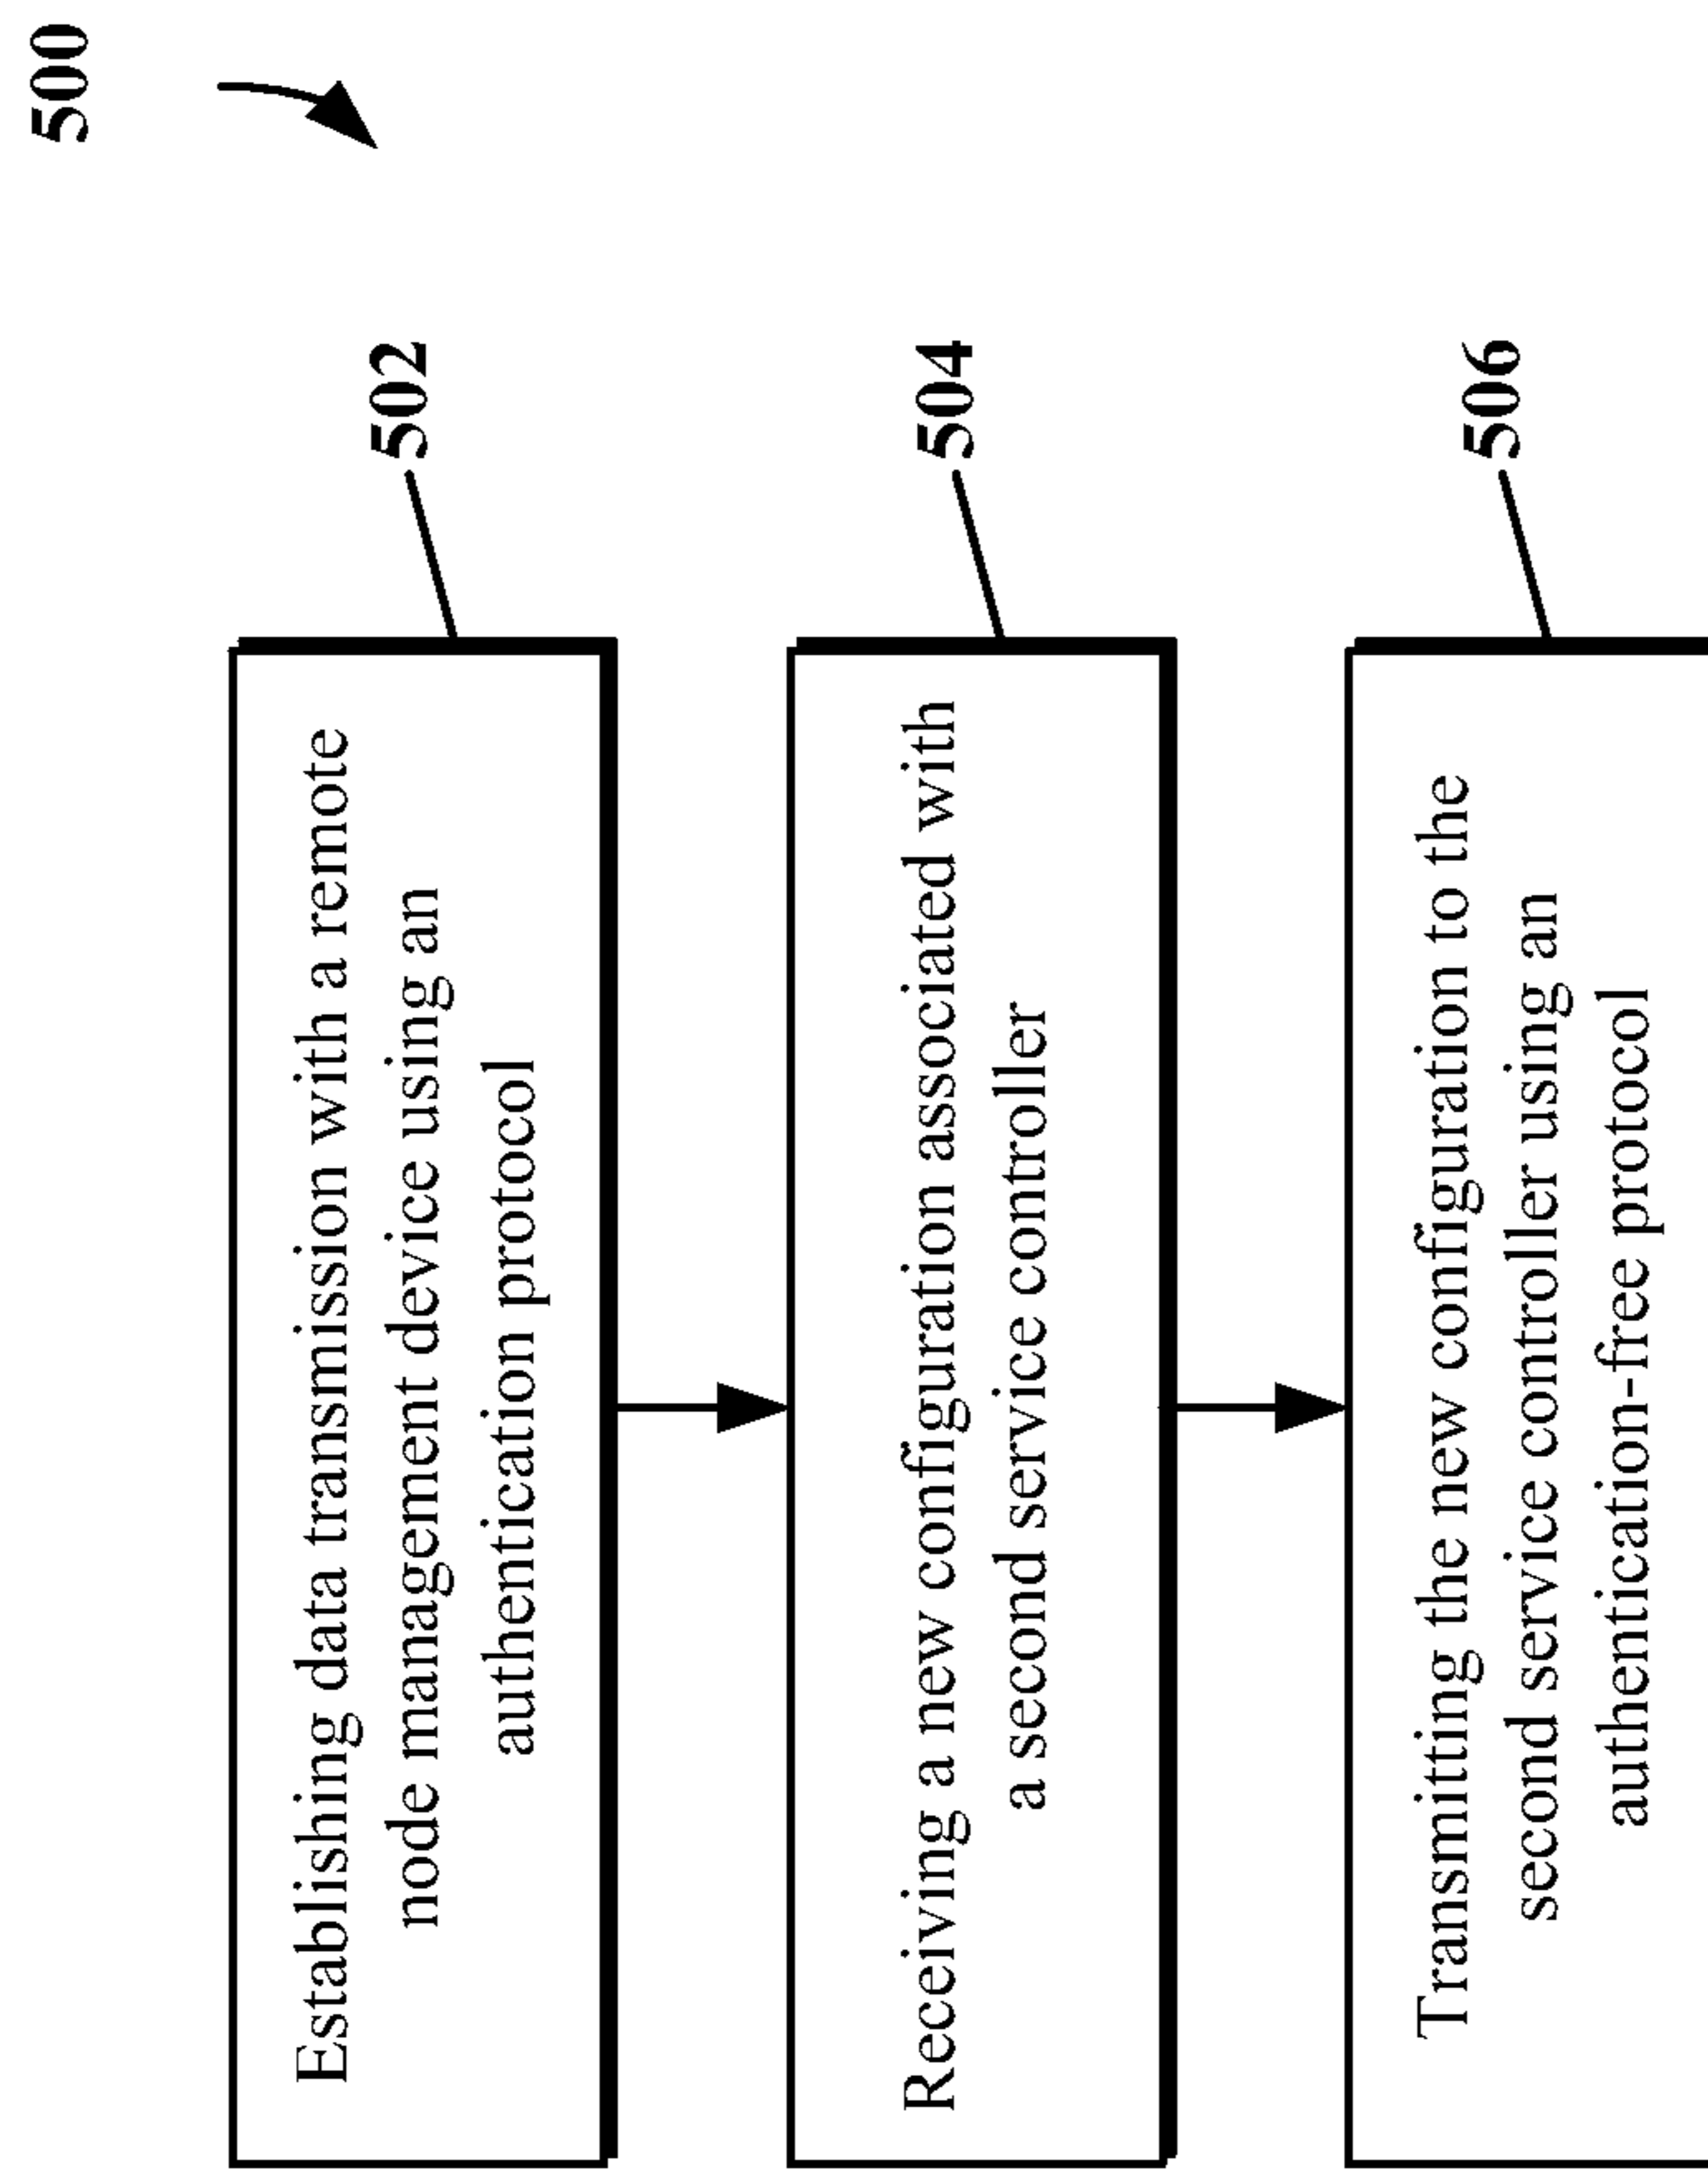 500
Establishing data transmission with a remote
node management device using an
authentication protocol
502
Receiving a new configuration associated with
a second service controller
504
Transmitting the new configuration to the
second service controller using an
authentication-free protocol
506